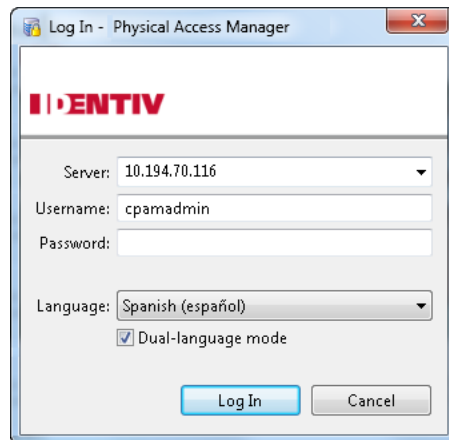 Log In - Physical Access Manager
IDENTIV
Server: 10.194.70.116
Username: cpamadmin
Password:
Language: Spanish (español)
Dual-language mode
Log In Cancel